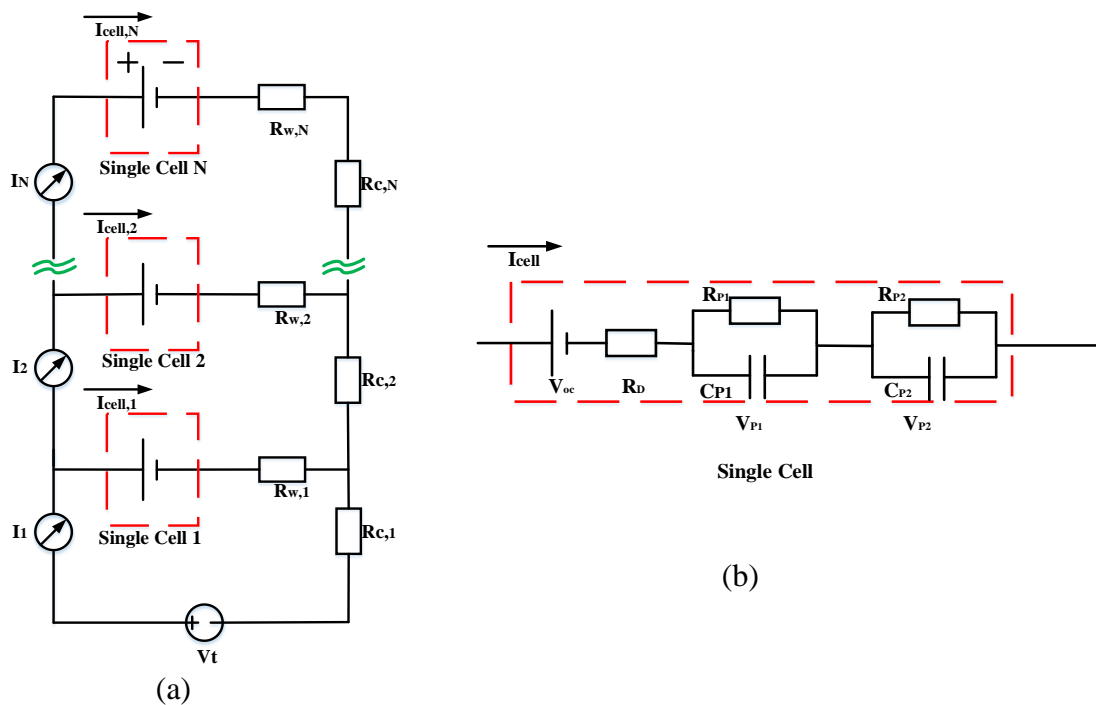 Icell,N
+ −
Rw,N
Single Cell N
IN
Rc,N
Icell,2
Rw,2
Single Cell 2
I2
Rc,2
Icell,1
Rw,1
Single Cell 1
I1
Rc,1
+
Vt
(a)
Icell
RP1
RP2
Voc
RD
CP1
CP2
VP1
VP2
Single Cell
(b)